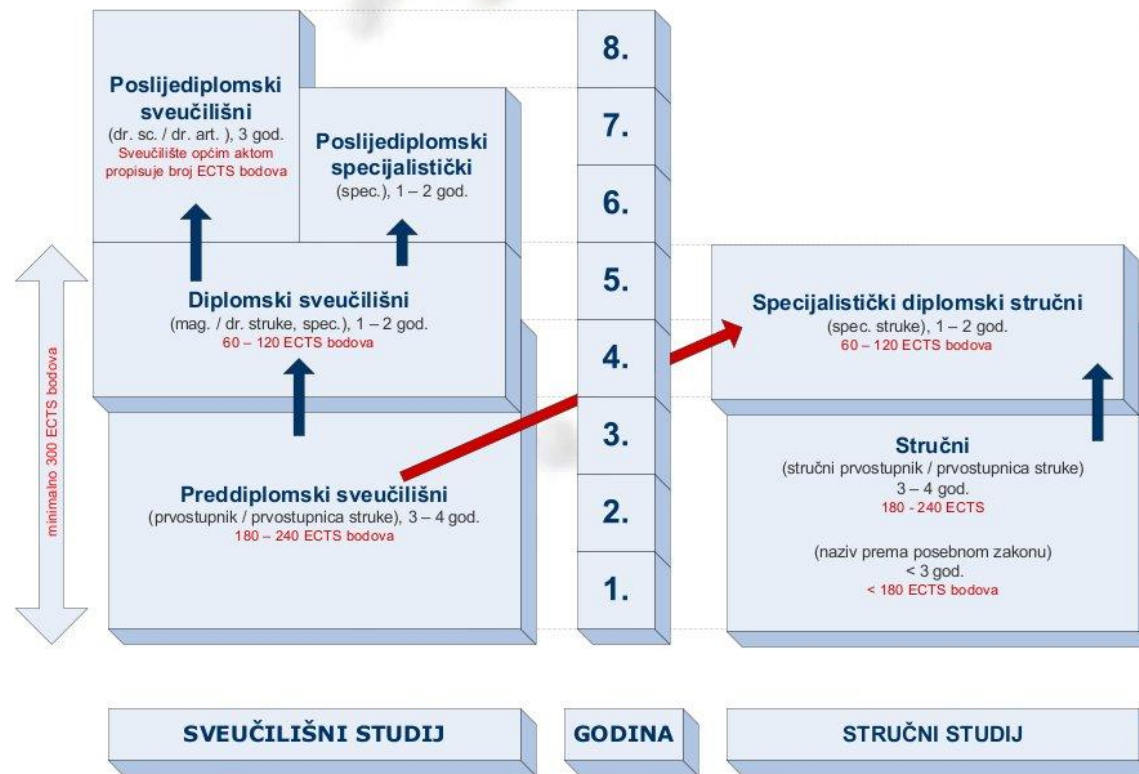 Poslijediplomski
sveučilišni
(dr. sc. / dr. art. ), 3 god.
Sveučilište općim aktom
propisuje broj ECTS bodova
Poslijediplomski
specijalistički
(spec.), 1 – 2 god.
Diplomski sveučilišni
(mag. / dr. struke, spec.), 1 – 2 god.
60 – 120 ECTS bodova
Preddiplomski sveučilišni
(prvostupnik / prvostupnica struke), 3 – 4 god.
180 – 240 ECTS bodova
minimalno 300 ECTS bodova
8.
7.
6.
5.
4.
3.
2.
1.
Specijalistički diplomski stručni
(spec. struke), 1 – 2 god.
60 – 120 ECTS bodova
Stručni
(stručni prvostupnik / prvostupnica struke)
3 – 4 god.
180 - 240 ECTS
(naziv prema posebnom zakonu)
< 3 god.
< 180 ECTS bodova
SVEUČILIŠNI STUDIJ
GODINA
STRUČNI STUDIJ